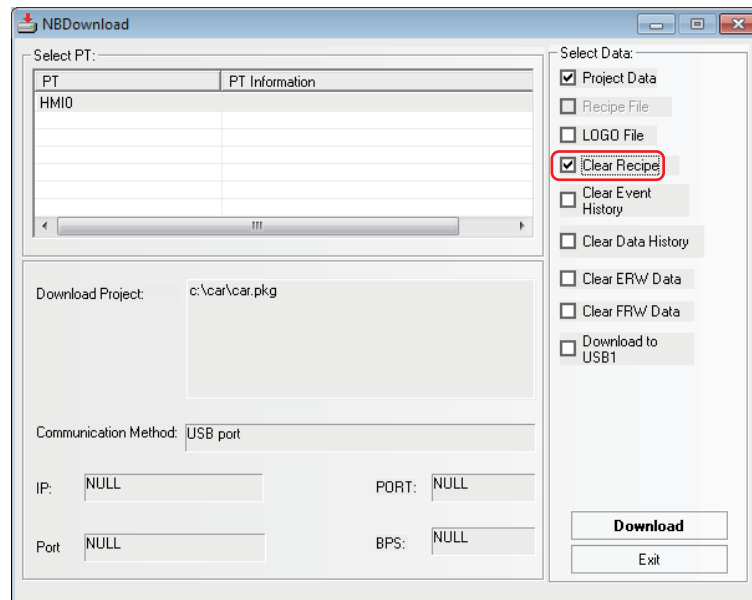 NBDownload
Select PT:
PT PT Information
HMI0
Download Project: c:\car\car.pkg
Communication Method: USB port
IP: NULL PORT: NULL
Port NULL BPS: NULL
Select Data:
Project Data
Recipe File
LOGO File
Clear Recipe
Clear Event
History
Clear Data History
Clear ERW Data
Clear FRW Data
Download to
USB1
Download
Exit